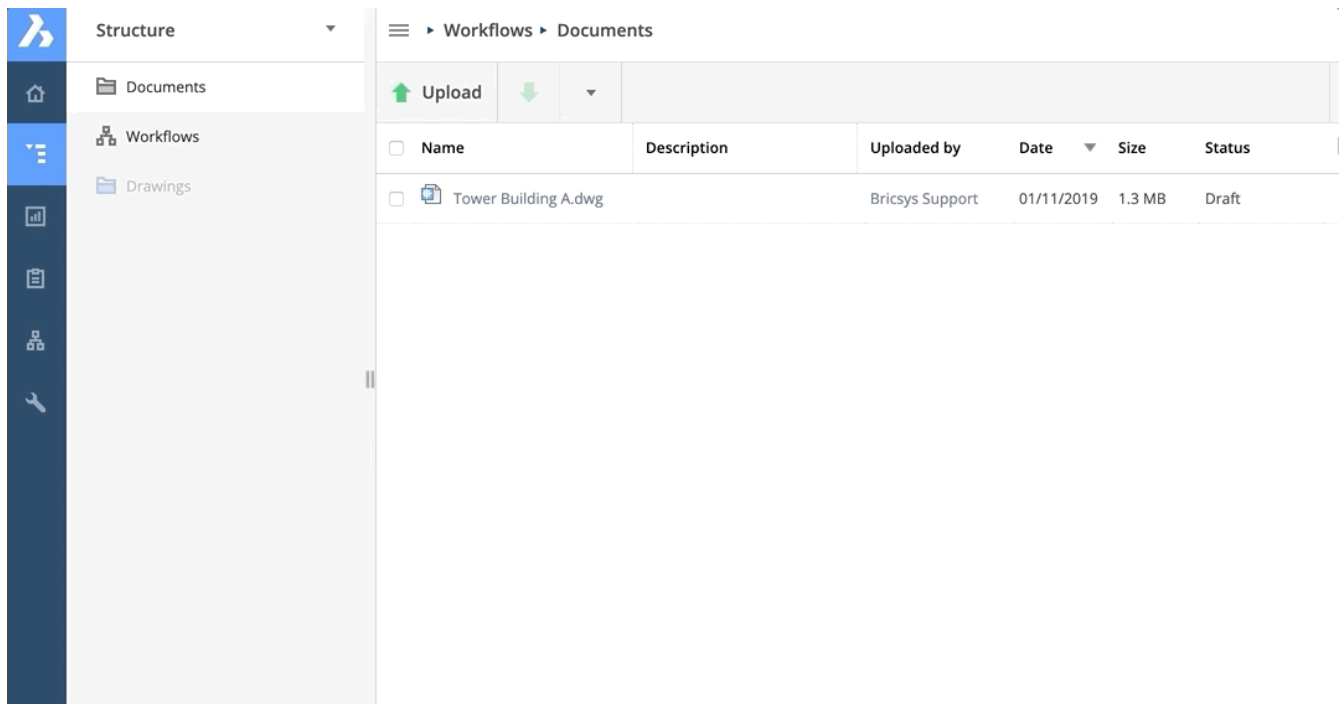 Structure
Workflows Documents
Documents
Workflows
Drawings
Upload
Name Description Uploaded by Date Size Status
Tower Building A.dwg Bricsys Support 01/11/2019 1.3 MB Draft